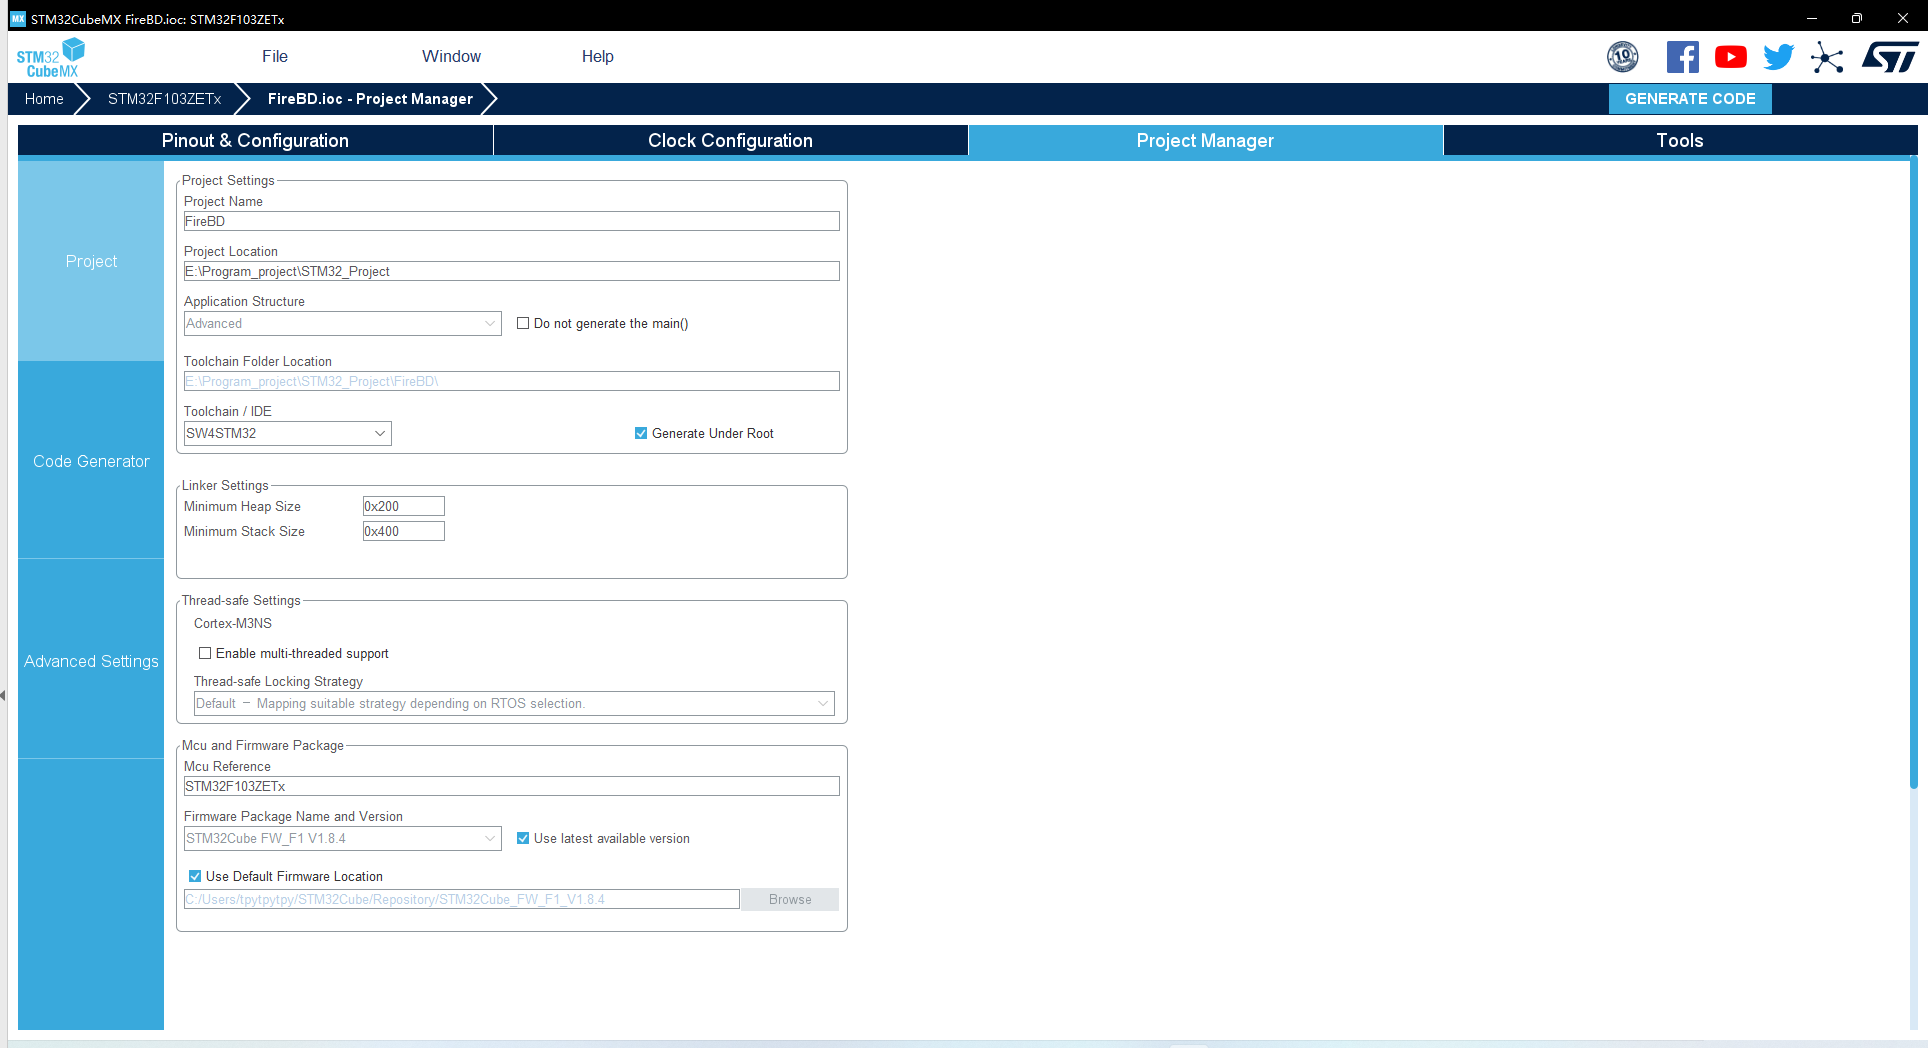 MX STM32CubeMX FireBD.ioc: STM32F103ZETx
STM32
CubeMX
File
Window
Help
10
ST
Home
STM32F103ZETx
FireBD.ioc - Project Manager
GENERATE CODE
Pinout & Configuration
Clock Configuration
Project Manager
Tools
Project
Code Generator
Advanced Settings
Project Settings
Project Name
FireBD
Project Location
E:\Program_project\STM32_Project
Application Structure
Advanced
Do not generate the main()
Toolchain Folder Location
E:\Program_project\STM32_Project\FireBD\
Toolchain / IDE
SW4STM32
Generate Under Root
Linker Settings
Minimum Heap Size
0x200
Minimum Stack Size
0x400
Thread-safe Settings
Cortex-M3NS
Enable multi-threaded support
Thread-safe Locking Strategy
Default – Mapping suitable strategy depending on RTOS selection.
Mcu and Firmware Package
Mcu Reference
STM32F103ZETx
Firmware Package Name and Version
STM32Cube FW_F1 V1.8.4
Use latest available version
Use Default Firmware Location
C:/Users/tpytpytpy/STM32Cube/Repository/STM32Cube_FW_F1_V1.8.4
Browse